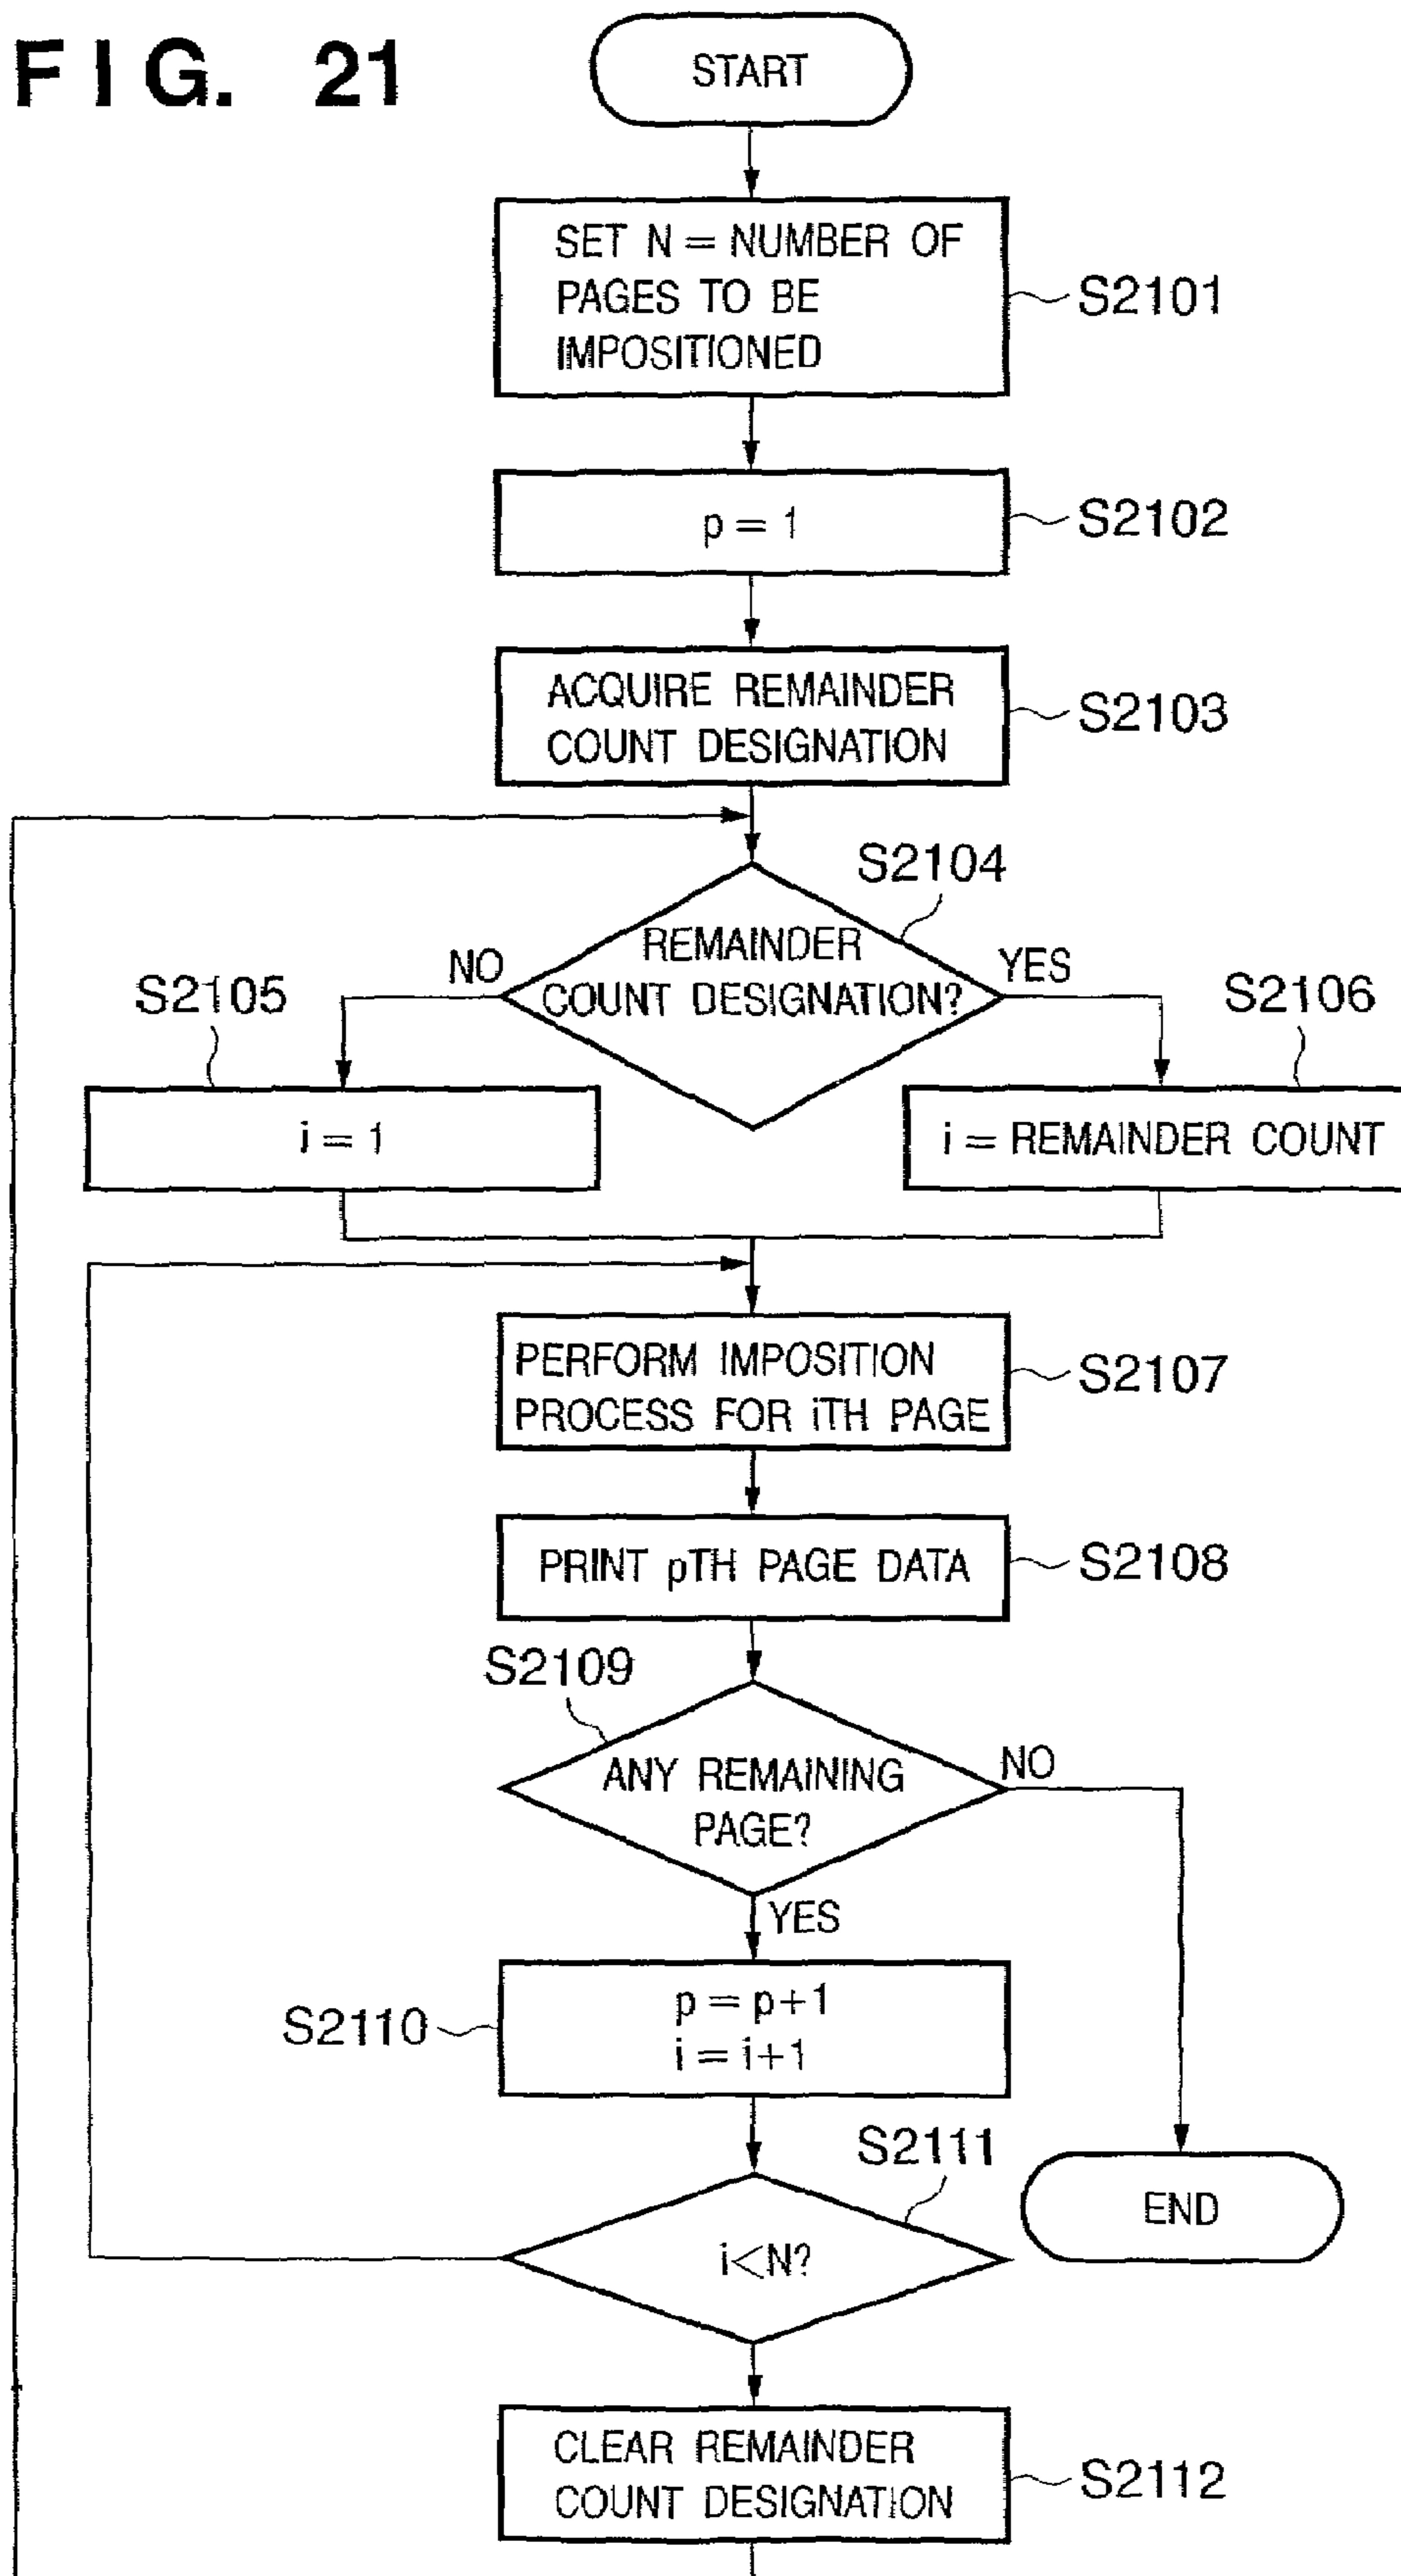 FIG. 21
START
SET N = NUMBER OF
PAGES TO BE
IMPOSITIONED
S2101
p = 1
S2102
ACQUIRE REMAINDER
COUNT DESIGNATION
S2103
S2104
REMAINDER
COUNT DESIGNATION?
NO
YES
S2105
S2106
i = 1
i = REMAINDER COUNT
PERFORM IMPOSITION
PROCESS FOR iTH PAGE
S2107
PRINT pTH PAGE DATA
S2108
S2109
ANY REMAINING
PAGE?
NO
YES
p = p+1
i = i+1
S2110
S2111
i<N?
END
CLEAR REMAINDER
COUNT DESIGNATION
S2112